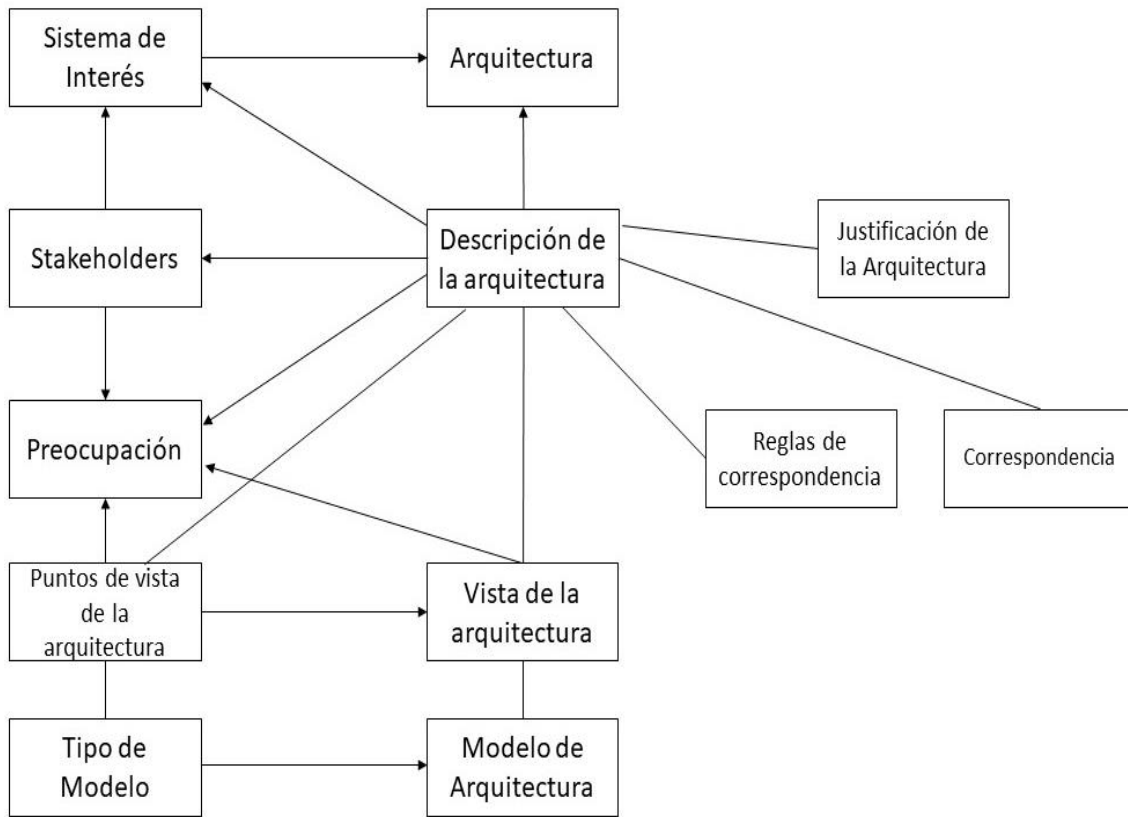 Sistema de
Interés
Arquitectura
Stakeholders
Descripción de
la arquitectura
Justificación de
la Arquitectura
Preocupación
Reglas de
correspondencia
Correspondencia
Puntos de vista
de la
arquitectura
Vista de la
arquitectura
Tipo de
Modelo
Modelo de
Arquitectura